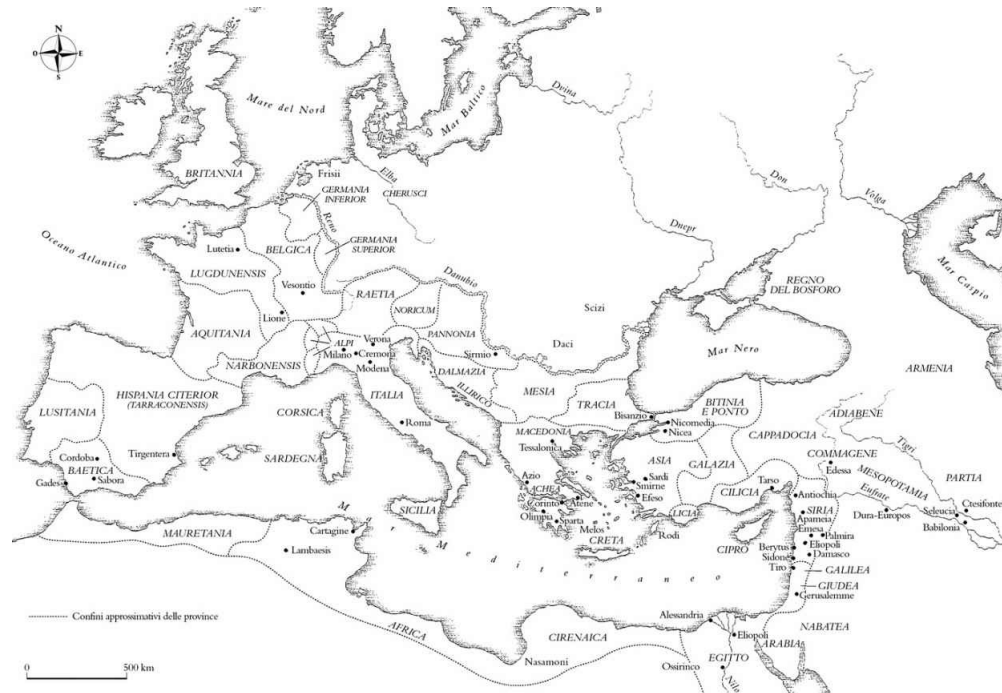 N
O
E
S
Mare del Nord
Mar Baltico
Dvina
Don
Volga
Dnepr
Mar Caspio
Oceano Atlantico
BRITANNIA
Frisii
Elba
CHERUSCI
GERMANIA
INFERIOR
Reno
GERMANIA
SUPERIOR
BELGICA
Lutetia
LUGDUNENSIS
Vesontio
Lione
AQUITANIA
NARBONENSIS
RAETIA
NORICUM
Danubio
PANNONIA
ALPI
Verona
Milano
Cremona
Modena
Sirmio
DALMAZIA
ILLIRICO
Scizi
Daci
REGNO
DEL BOSFORO
Mar Nero
ARMENIA
MESIA
TRACIA
Bisanzio
BITINIA
E PONTO
Nicomedia
Nicea
MACEDONIA
Tessalonica
HISPANIA CITERIOR
(TARRACONENSIS)
LUSITANIA
Cordoba
BAETICA
Sabora
Gades
Tirgentera
CORSICA
SARDEGNA
ITALIA
Roma
SICILIA
Azio
ACHEA
Corinto
Atene
Olimpia
Sparta
Melos
CRETA
ASIA
Sardi
Smirne
Efeso
GALAZIA
LICIA
Rodi
CAPPADOCIA
CILICIA
Tarso
CIPRO
ADIABENE
COMMAGENE
Edessa
Tigri
MESOPOTAMIA
Eufrate
PARTIA
Dura-Europos
Seleucia
Ctesifonte
Babilonia
Antiochia
SIRIA
Apameia
Emesa
Palmira
Eliopoli
Berytus
Damasco
Sidone
Tiro
GALILEA
GIUDEA
Gerusalemme
NABATEA
ARABIA
MAURETANIA
Cartagine
Lambaesis
Mar Mediterraneo
AFRICA
CIRENAICA
Nasamoni
Alessandria
Eliopoli
EGITTO
Ossirinco
Nilo
Confini approssimativi delle province
0
500 km